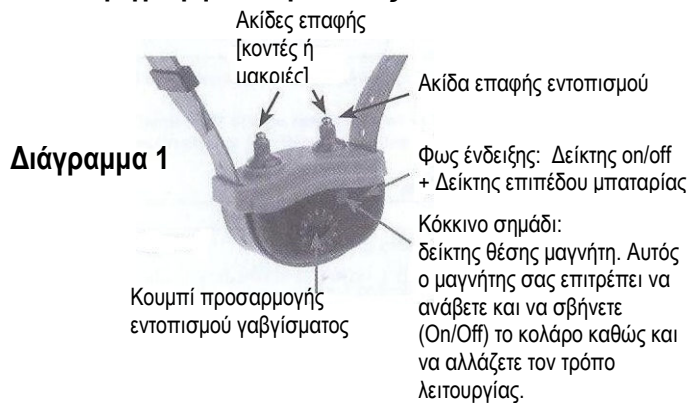 Ακίδες επαφής
[κοντές ή
μακριές]
Ακίδα επαφής εντοπισμού
Διάγραμμα 1
Φως ένδειξης: Δείκτης on/off
+ Δείκτης επιπέδου μπαταρίας
Κόκκινο σημάδι:
δείκτης θέσης μαγνήτη. Αυτός
ο μαγνήτης σας επιτρέπει να
ανάβετε και να σβήνετε
(On/Off) το κολάρο καθώς και
να αλλάζετε τον τρόπο
λειτουργίας.
Κουμπί προσαρμογής
εντοπισμού γαβγίσματος